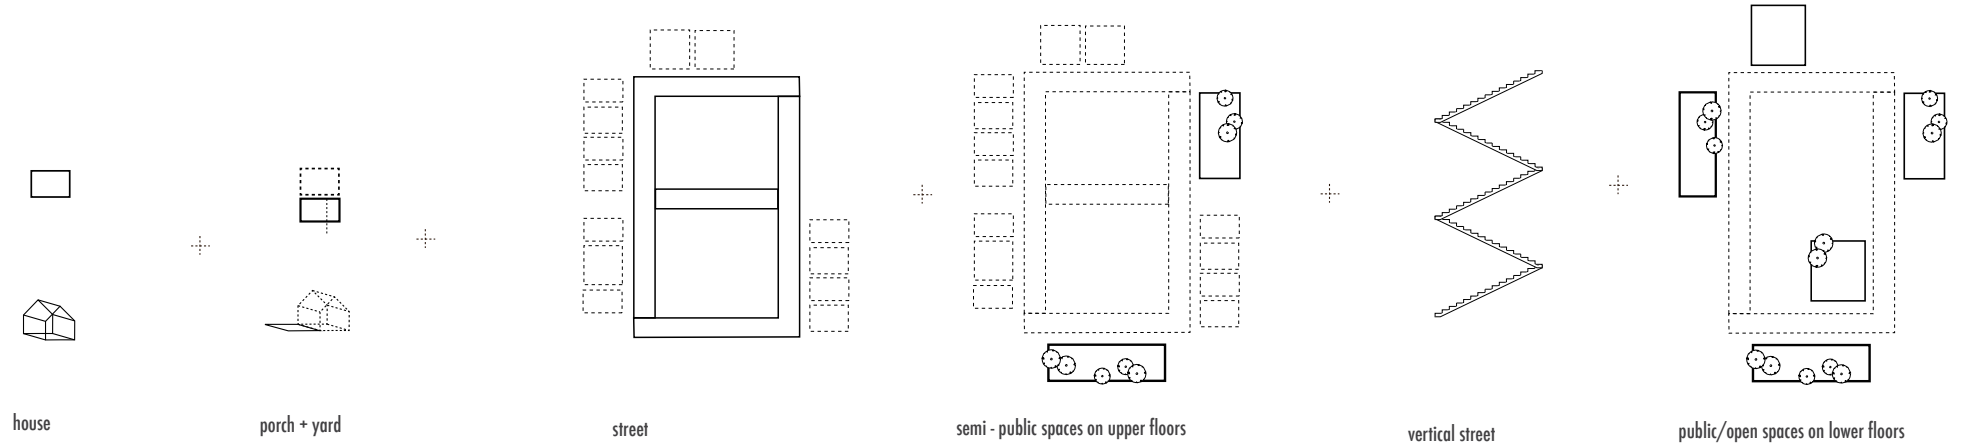 house
porch + yard
street
semi - public spaces on upper floors
vertical street
public/open spaces on lower floors